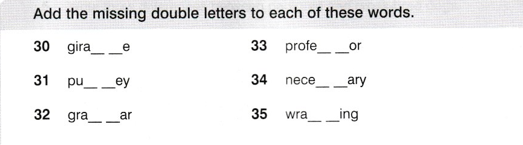 Add the missing double letters to each of these words.
30 gira__ __e 33 profe__ __or
31 pu__ __ey 34 nece__ __ary
32 gra__ __ar 35 wra__ __ing